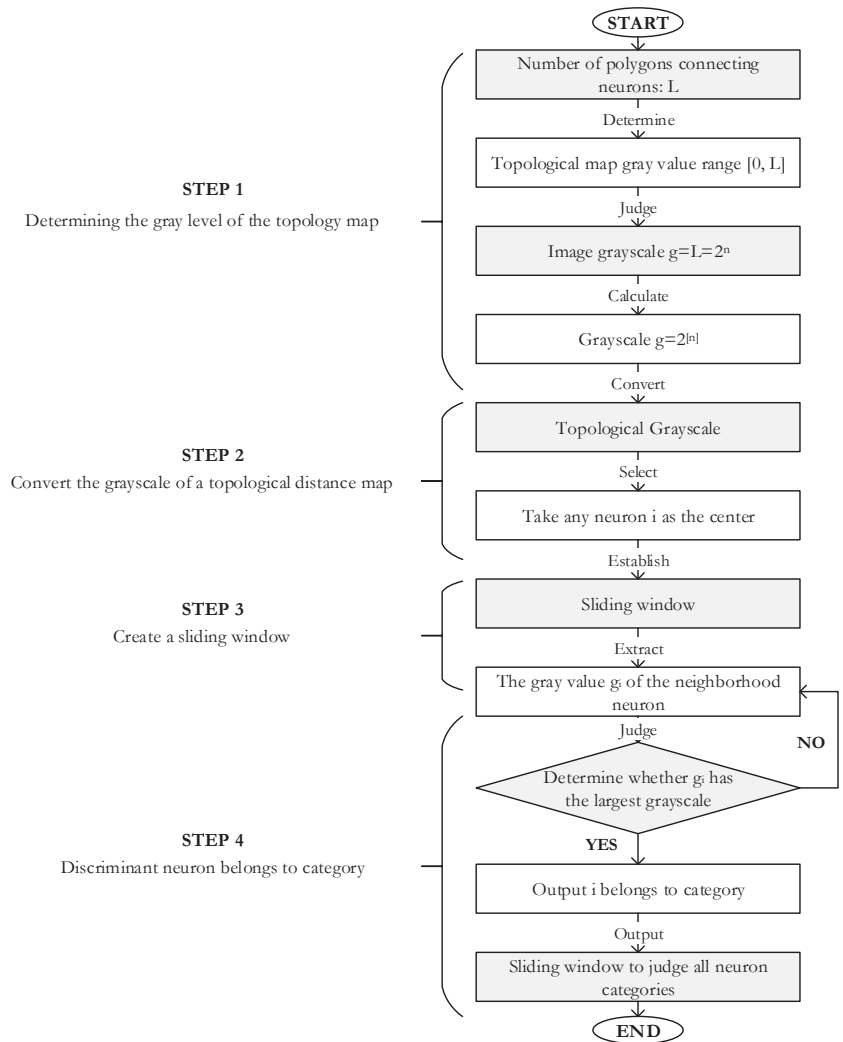 START
Number of polygons connecting
neurons: L
Determine
Topological map gray value range [0, L]
STEP 1
Determining the gray level of the topology map
Judge
Image grayscale g=L=2ⁿ
Calculate
Grayscale g=2[ⁿ]
Convert
Topological Grayscale
STEP 2
Convert the grayscale of a topological distance map
Select
Take any neuron i as the center
Establish
Sliding window
STEP 3
Create a sliding window
Extract
The gray value gᵢ of the neighborhood
neuron
Judge
NO
Determine whether gᵢ has
the largest grayscale
YES
STEP 4
Discriminant neuron belongs to category
Output i belongs to category
Output
Sliding window to judge all neuron
categories
END